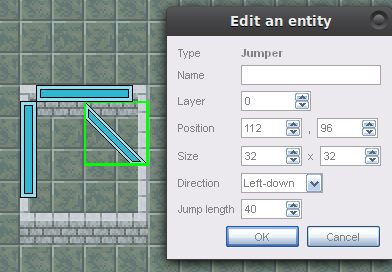 Edit an entity
Type Jumper
Name
Layer 0
Position 112 , 96
Size 32 x 32
Direction Left-down
Jump length 40
OK Cancel